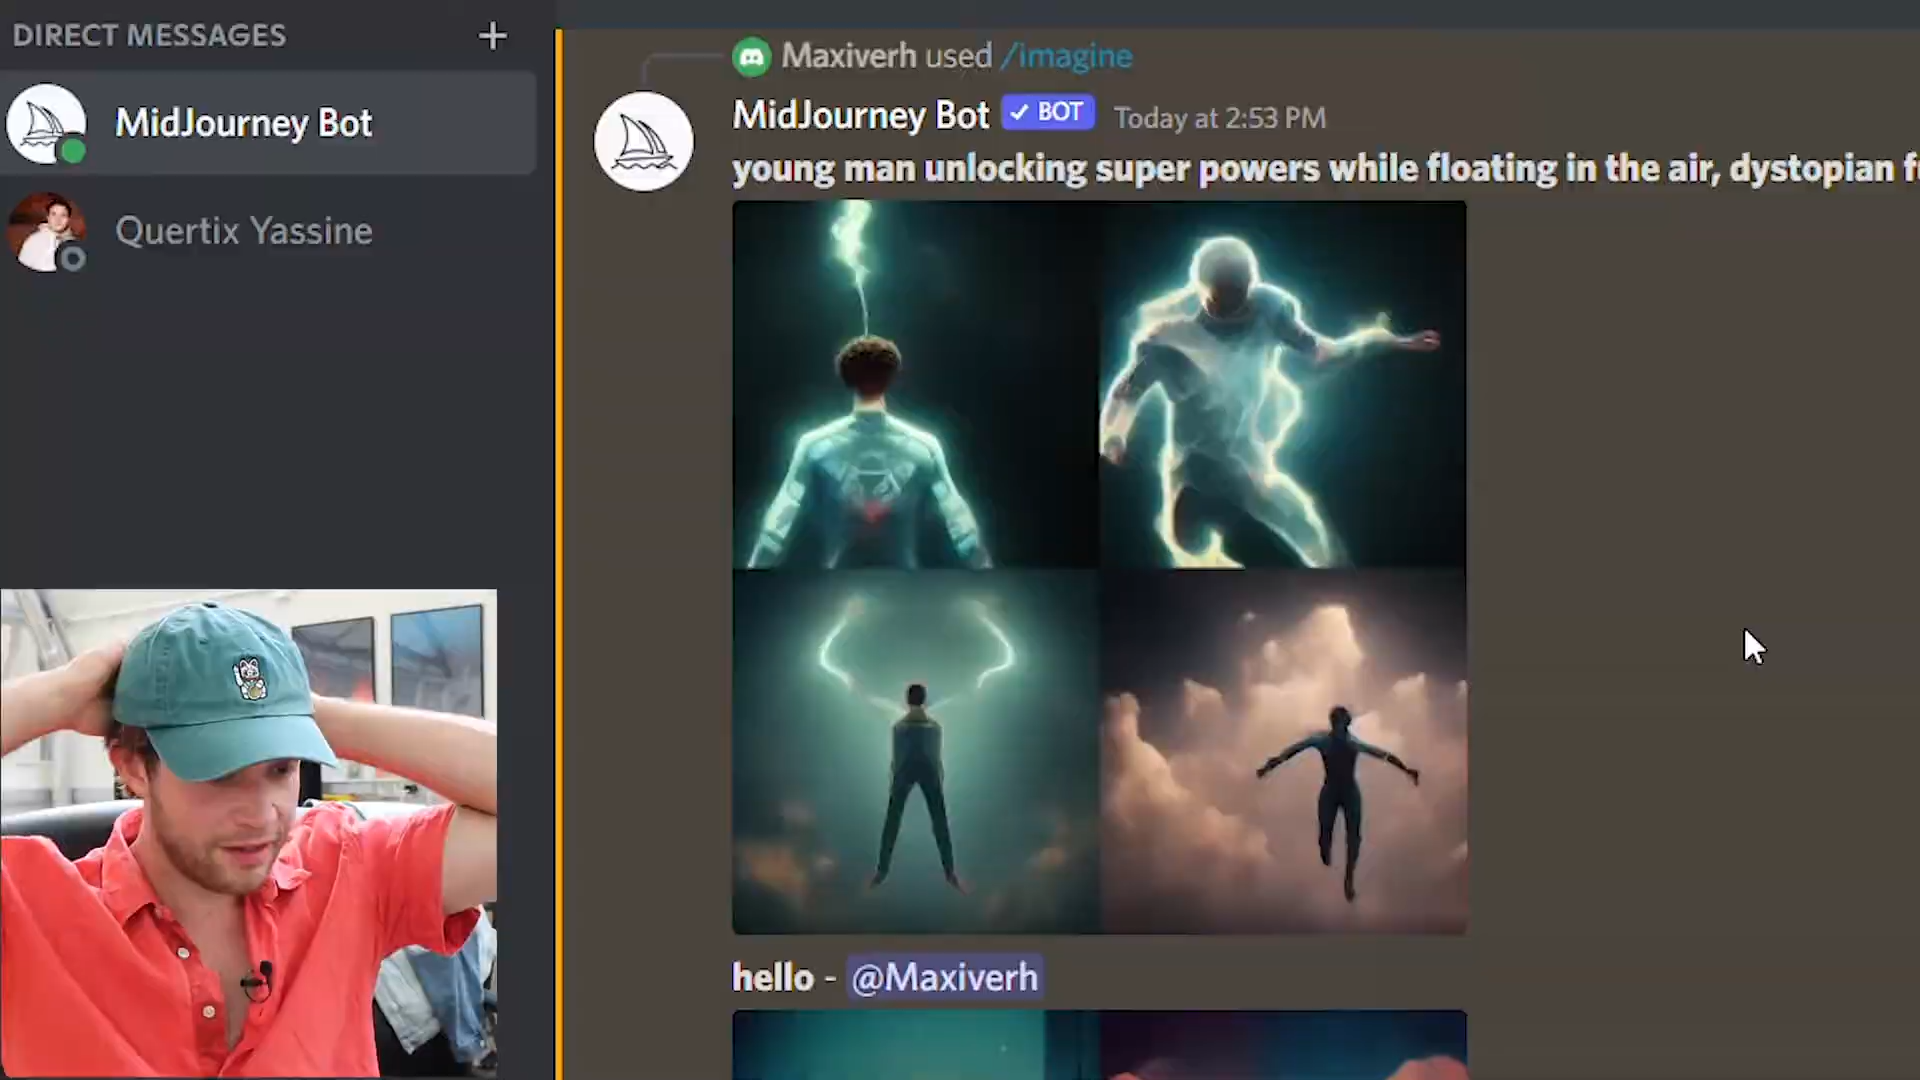 DIRECT MESSAGES
MidJourney Bot
Quertix Yassine
Maxiverh used /imagine
MidJourney Bot BOT Today at 2:53 PM
young man unlocking super powers while floating in the air, dystopian
hello - @Maxiverh